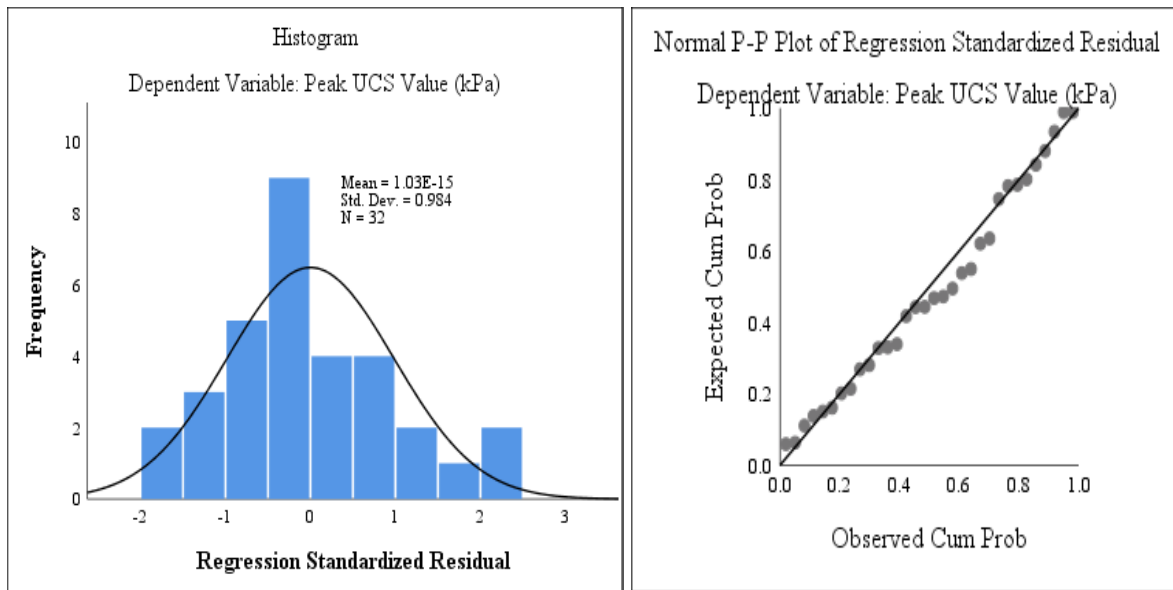 Histogram
Dependent Variable: Peak UCS Value (kPa)
Mean = 1.03E-15
Std. Dev. = 0.984
N = 32
Frequency
10
8
6
4
2
0
-2 -1 0 1 2 3
Regression Standardized Residual
Normal P-P Plot of Regression Standardized Residual
Dependent Variable: Peak UCS Value (kPa)
Expected Cum Prob
1.0
0.8
0.6
0.4
0.2
0.0
0.0 0.2 0.4 0.6 0.8 1.0
Observed Cum Prob